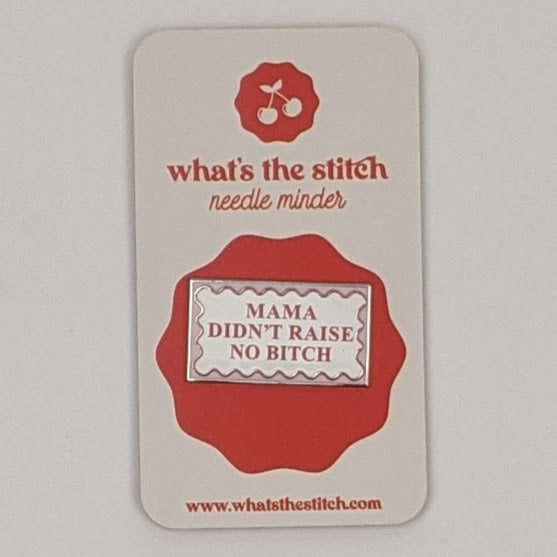 what's the stitch
needle minder
MAMA
DIDN'T RAISE
NO BITCH
www.whatsthestitch.com